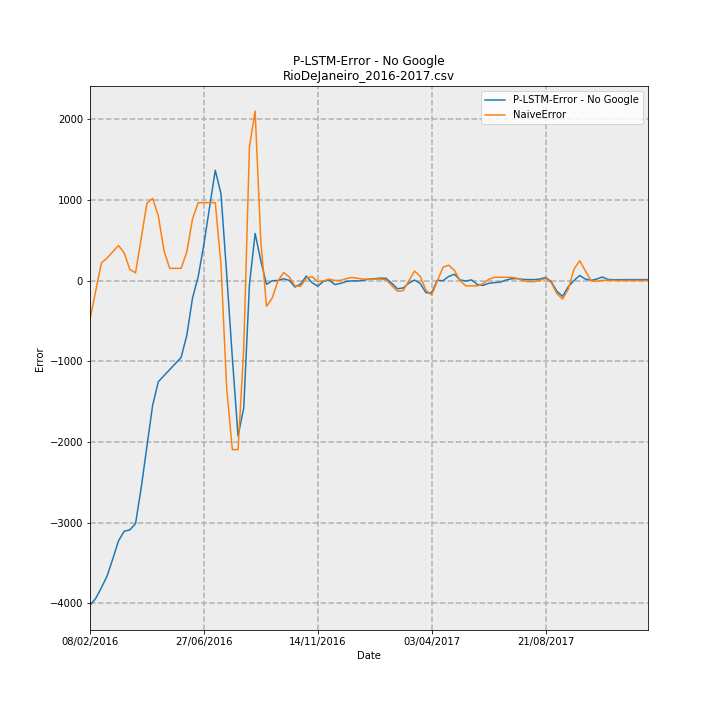 P-LSTM-Error - No Google
RioDeJaneiro_2016-2017.csv
P-LSTM-Error - No Google
NaiveError
2000
1000
0
−1000
−2000
−3000
−4000
Error
08/02/2016
27/06/2016
14/11/2016
03/04/2017
21/08/2017
Date